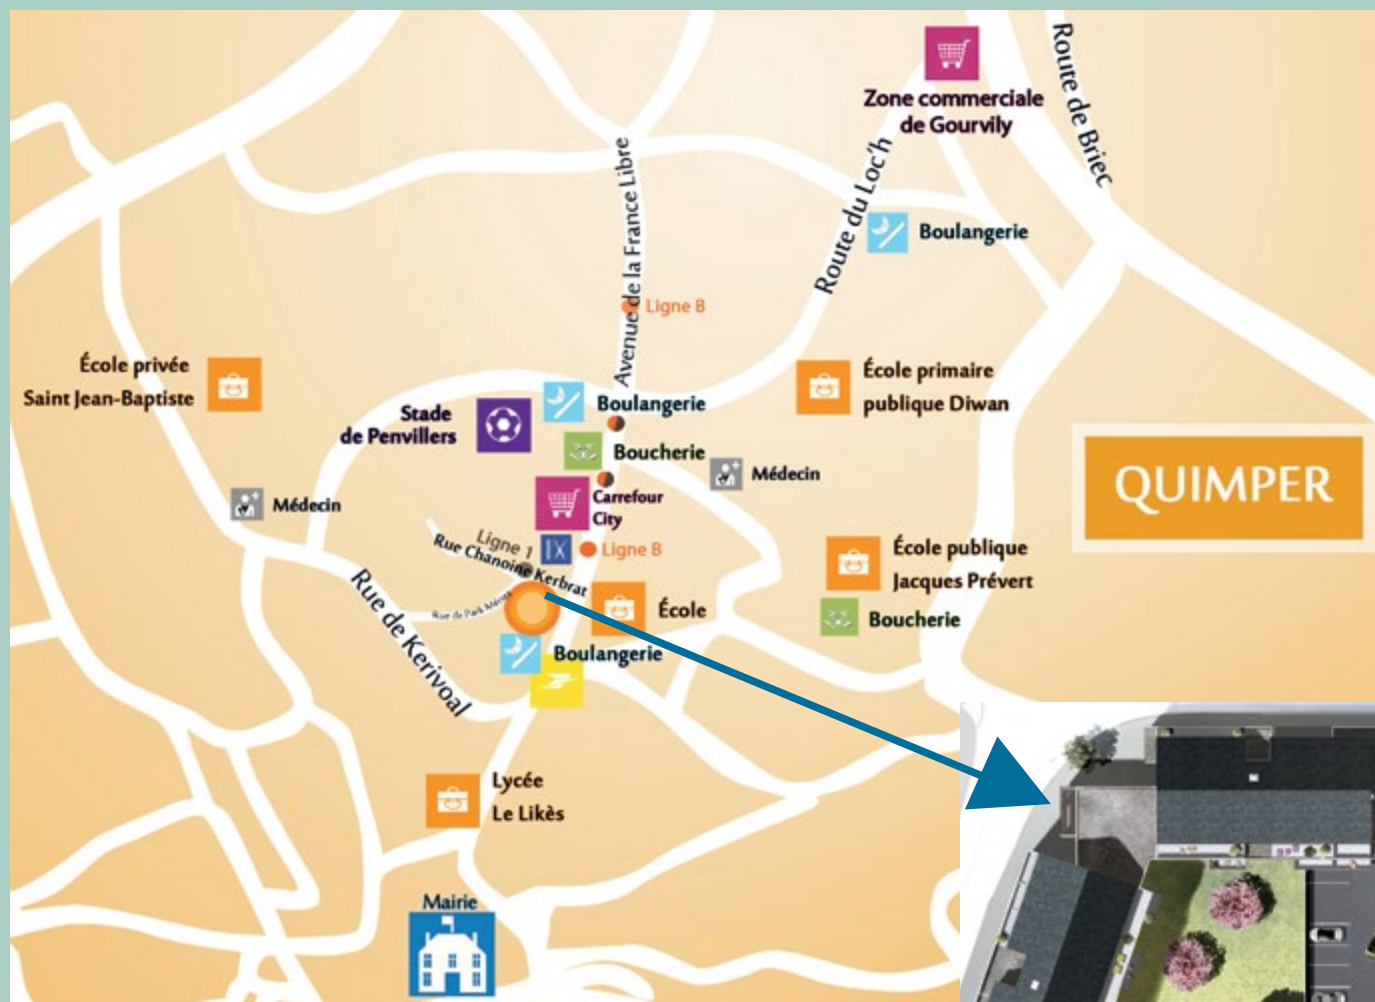 Zone commerciale
de Gourvily
Route de Briec
Avenue de la France Libre
Route du Loc'h
Boulangerie
Ligne B
École privée
Saint Jean-Baptiste
Stade
de Penvillers
Boulangerie
Boucherie
École primaire
publique Diwan
Médecin
Médecin
Carrefour
City
QUIMPER
Ligne 1
Rue Chanoine Kerbrat
Ligne B
École publique
Jacques Prévert
Boucherie
École
Rue de Kerivoal
Boulangerie
Lycée
Le Likès
Mairie